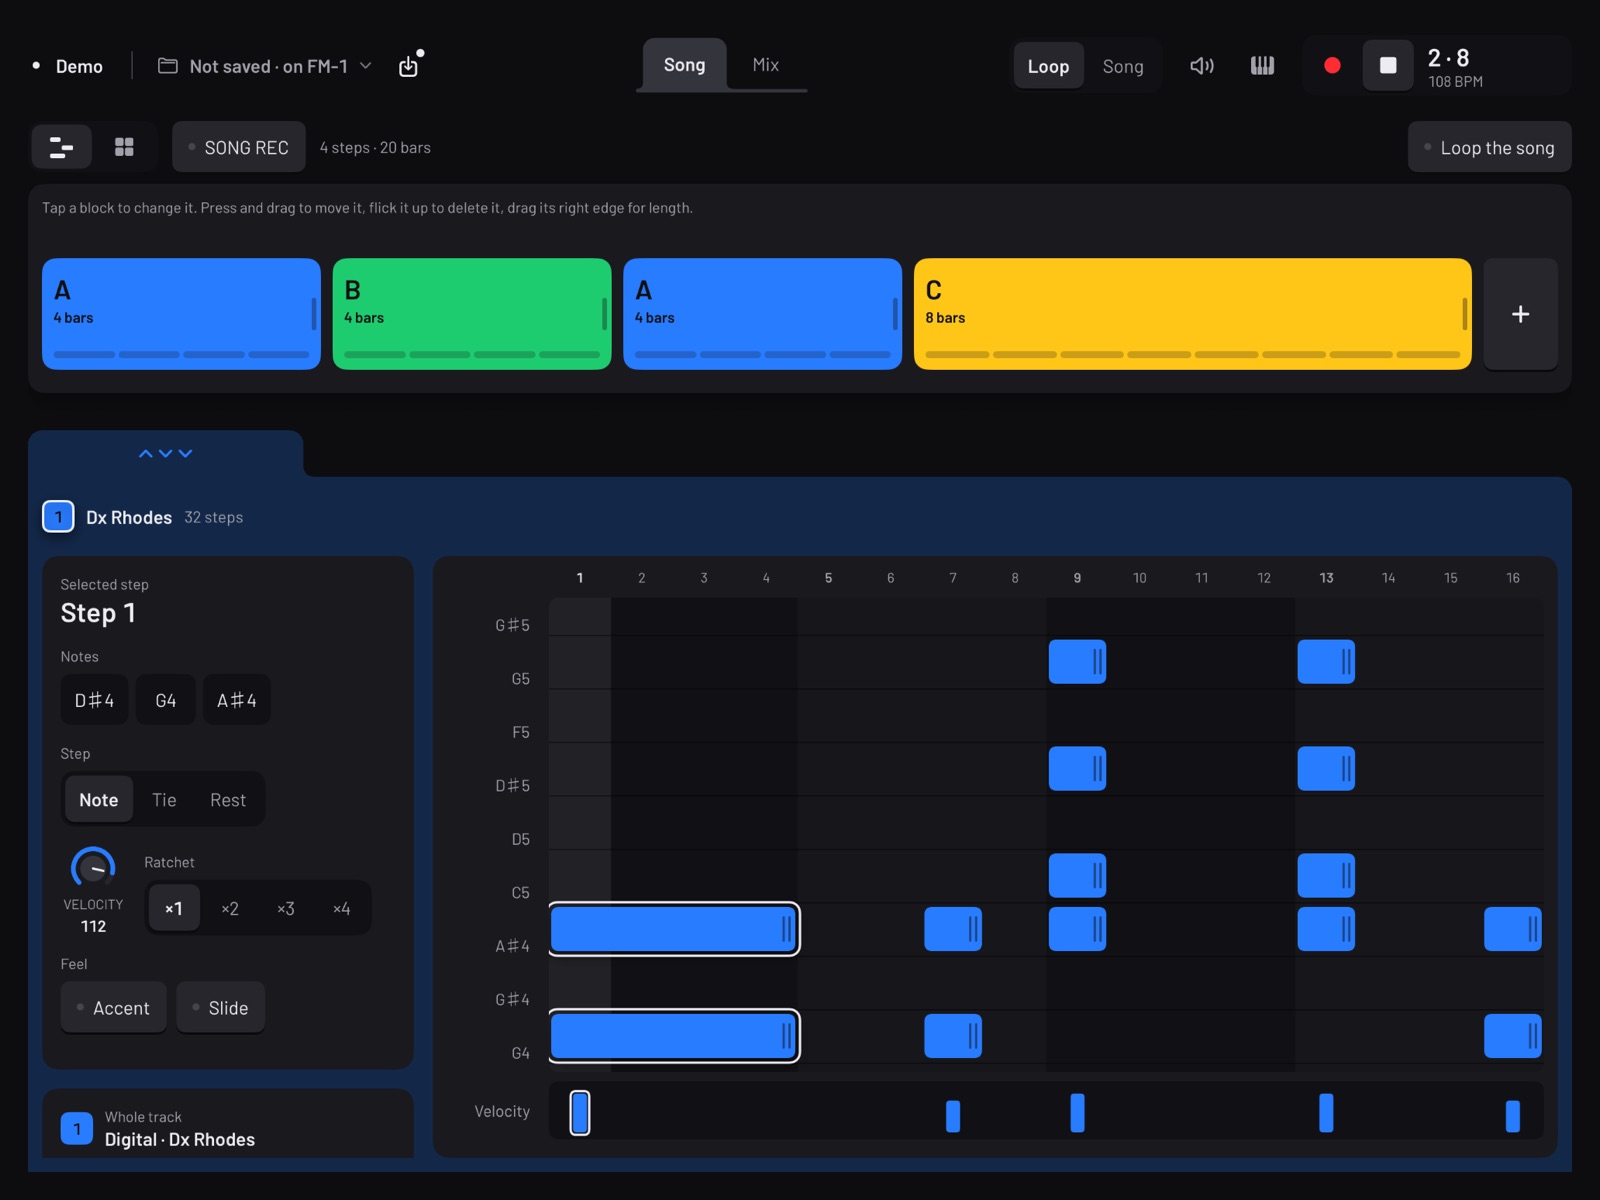 Demo
Not saved · on FM-1
Song
Mix
Loop
Song
2 · 8
108 BPM
SONG REC
4 steps · 20 bars
Loop the song
Tap a block to change it. Press and drag to move it, flick it up to delete it, drag its right edge for length.
A
4 bars
B
4 bars
A
4 bars
C
8 bars
+
1
Dx Rhodes
32 steps
Selected step
Step 1
Notes
D♯4
G4
A♯4
Step
Note
Tie
Rest
VELOCITY
112
Ratchet
×1
×2
×3
×4
Feel
Accent
Slide
1
Whole track
Digital · Dx Rhodes
1 2 3 4 5 6 7 8 9 10 11 12 13 14 15 16
G♯5
G5
F5
D♯5
D5
C5
A♯4
G♯4
G4
Velocity